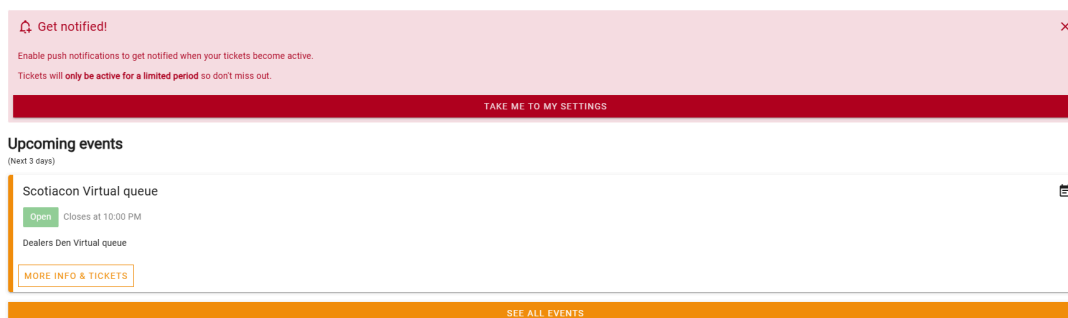 Get notified!
Enable push notifications to get notified when your tickets become active.
Tickets will only be active for a limited period so don't miss out.
TAKE ME TO MY SETTINGS
Upcoming events
(Next 3 days)
Scotiacon Virtual queue
Open Closes at 10:00 PM
Dealers Den Virtual queue
MORE INFO & TICKETS
SEE ALL EVENTS